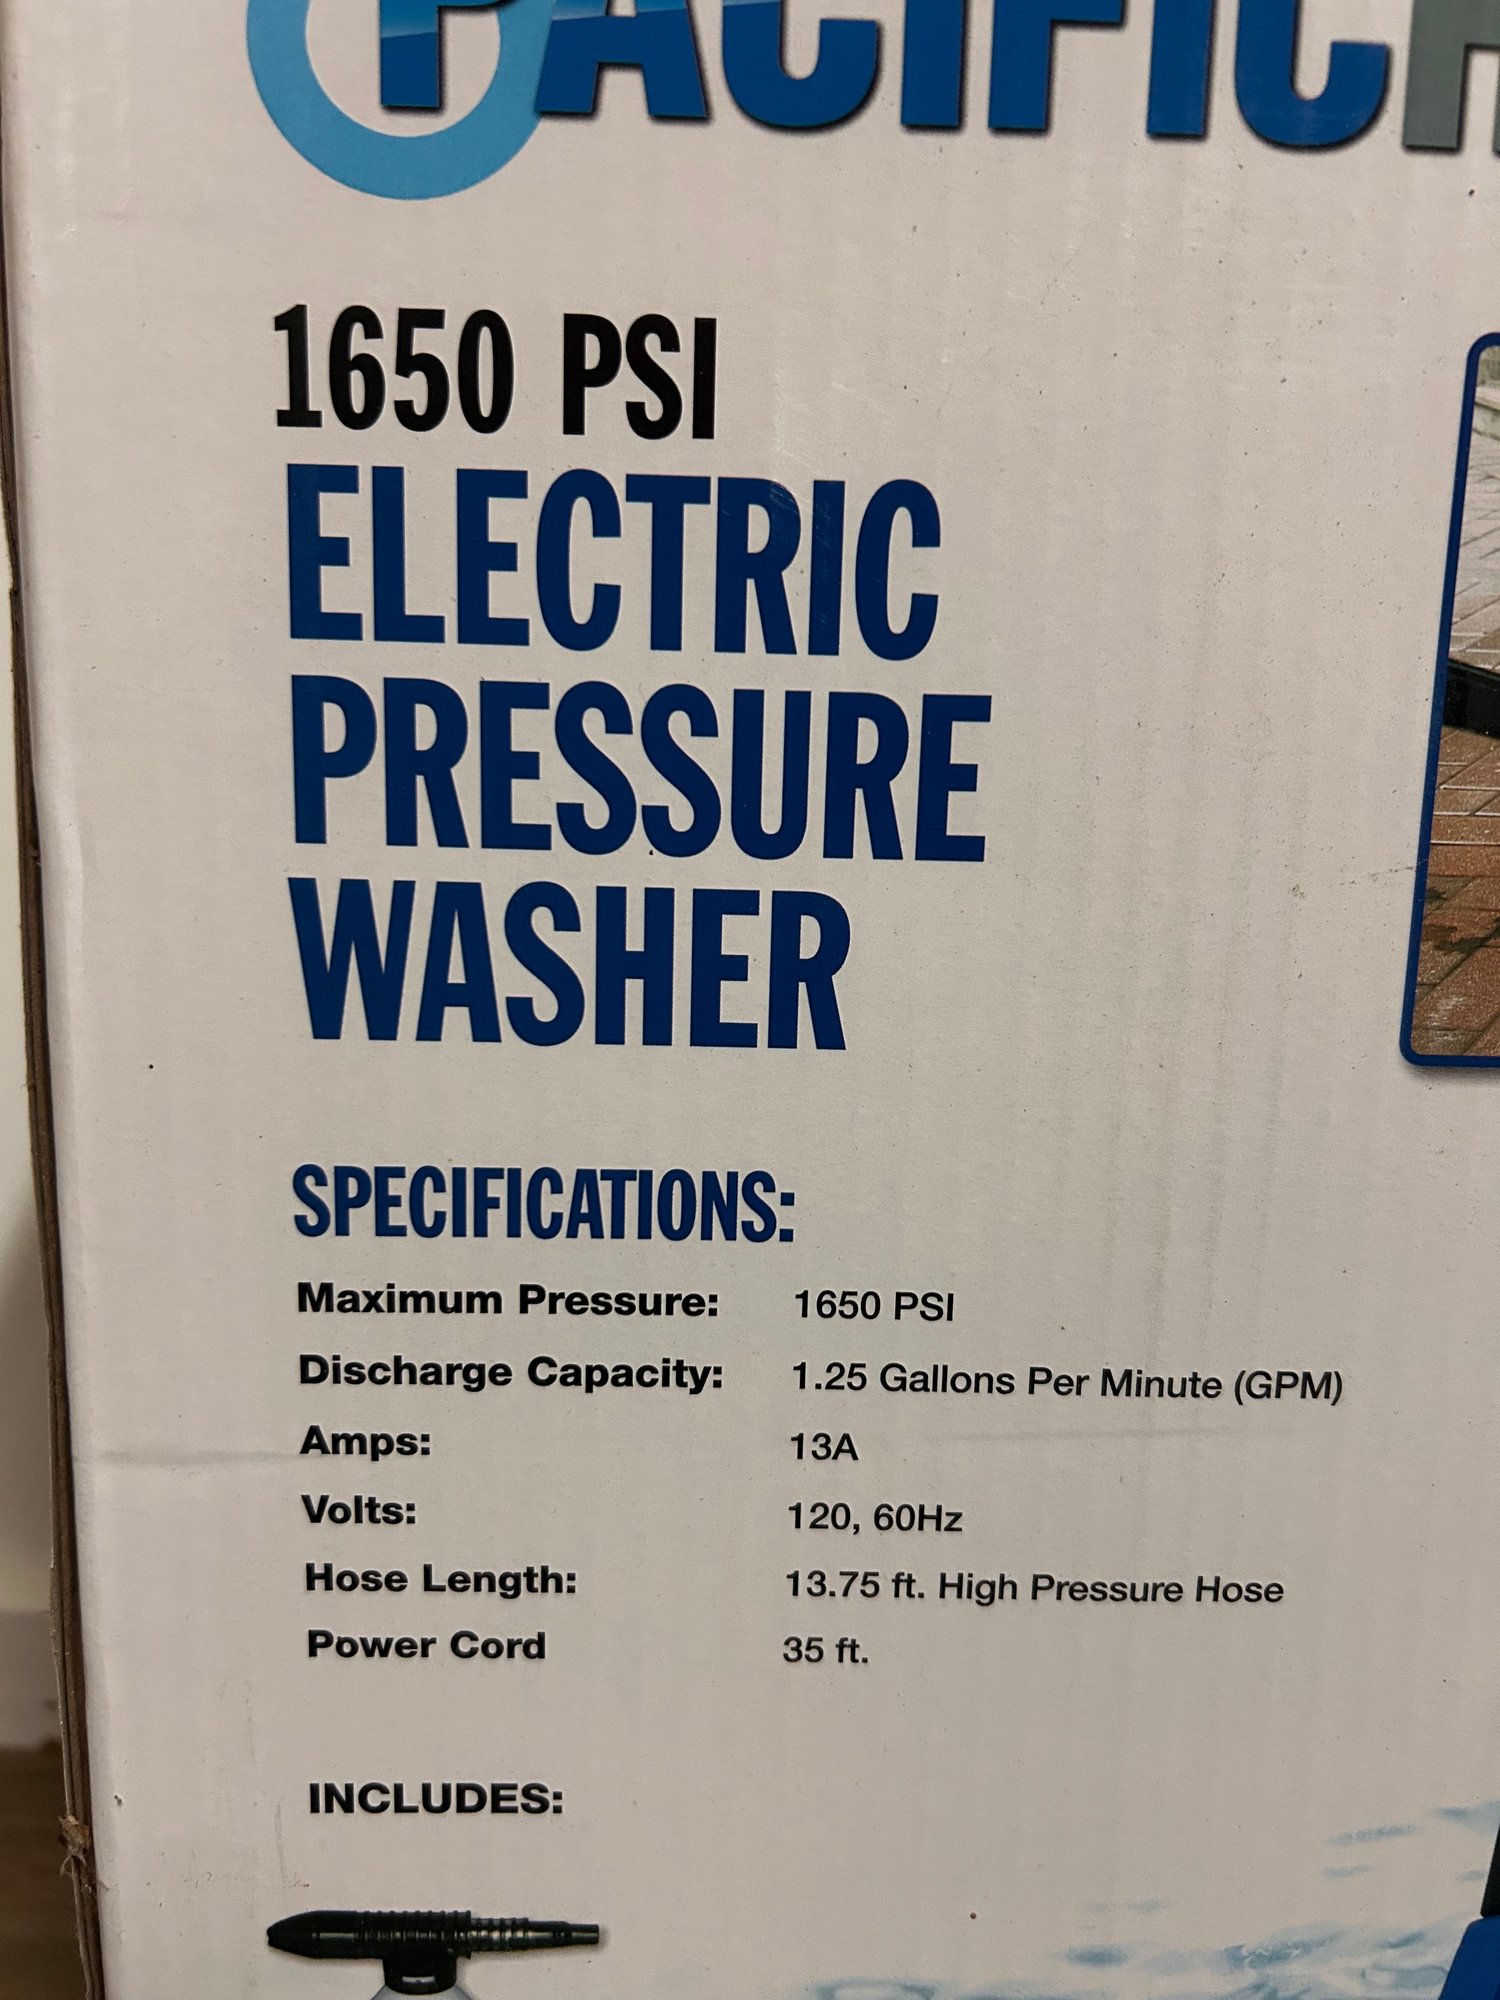 PACIFIC
1650 PSI
ELECTRIC
PRESSURE
WASHER
SPECIFICATIONS:
Maximum Pressure: 1650 PSI
Discharge Capacity: 1.25 Gallons Per Minute (GPM)
Amps: 13A
Volts: 120, 60Hz
Hose Length: 13.75 ft. High Pressure Hose
Power Cord 35 ft.
INCLUDES: